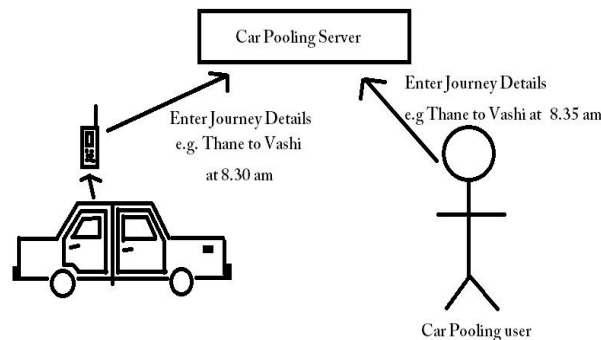 Car Pooling Server
Enter Journey Details
e.g Thane to Vashi at 8.35 am
Enter Journey Details
e.g. Thane to Vashi
at 8.30 am
Car Pooling user